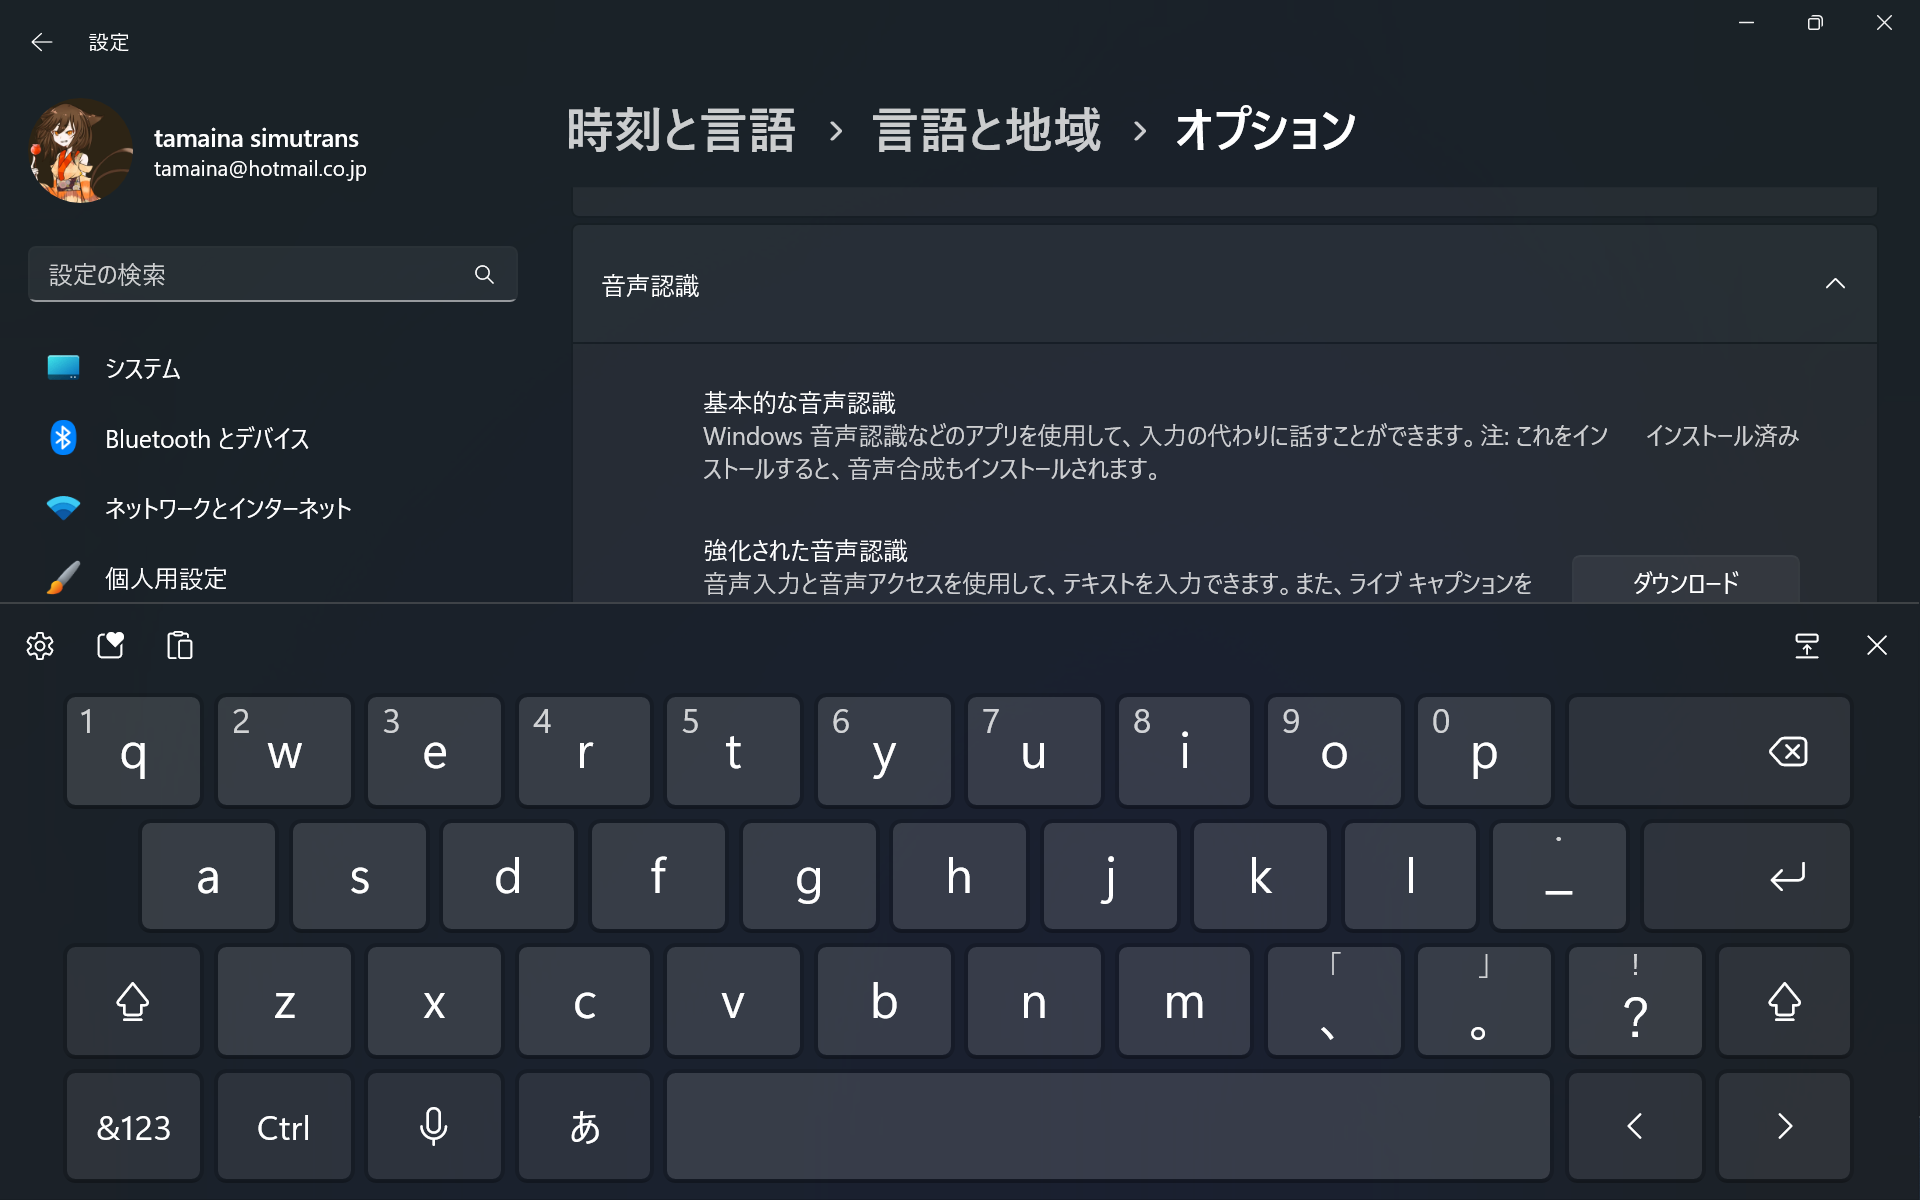 設定
tamaina simutrans
tamaina@hotmail.co.jp
設定の検索
システム
Bluetooth とデバイス
ネットワークとインターネット
個人用設定
時刻と言語 › 言語と地域 › オプション
音声認識
基本的な音声認識
Windows 音声認識などのアプリを使用して、入力の代わりに話すことができます。注: これをイン
ストールすると、音声合成もインストールされます。
インストール済み
強化された音声認識
音声入力と音声アクセスを使用して、テキストを入力できます。また、ライブ キャプションを
ダウンロード
1 q 2 w 3 e 4 r 5 t 6 y 7 u 8 i 9 o 0 p
a s d f g h j k l ・ ー
z x c v b n m 「 、 」 。 ! ?
&123 Ctrl あ < >